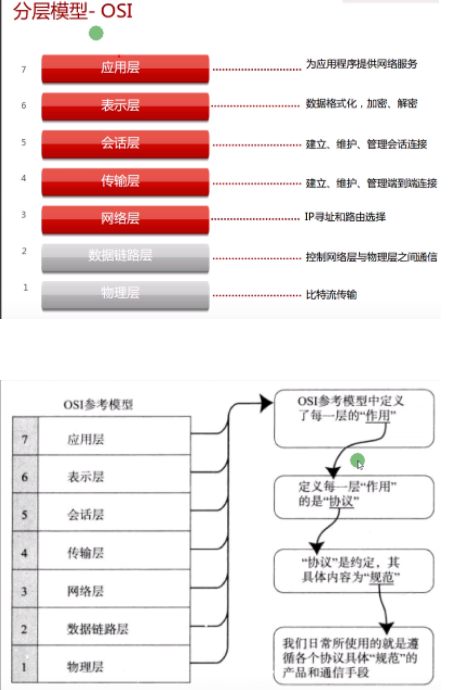 分层模型- OSI
7 应用层 为应用程序提供网络服务
6 表示层 数据格式化，加密、解密
5 会话层 建立、维护、管理会话连接
4 传输层 建立、维护、管理端到端连接
3 网络层 IP寻址和路由选择
2 数据链路层 控制网络层与物理层之间通信
1 物理层 比特流传输
OSI参考模型
7 应用层
6 表示层
5 会话层
4 传输层
3 网络层
2 数据链路层
1 物理层
OSI参考模型中定义
了每一层的“作用”
定义每一层“作用”
的是“协议”
“协议”是约定，其
具体内容为“规范”
我们日常所使用的就是遵
循各个协议具体“规范”的
产品和通信手段